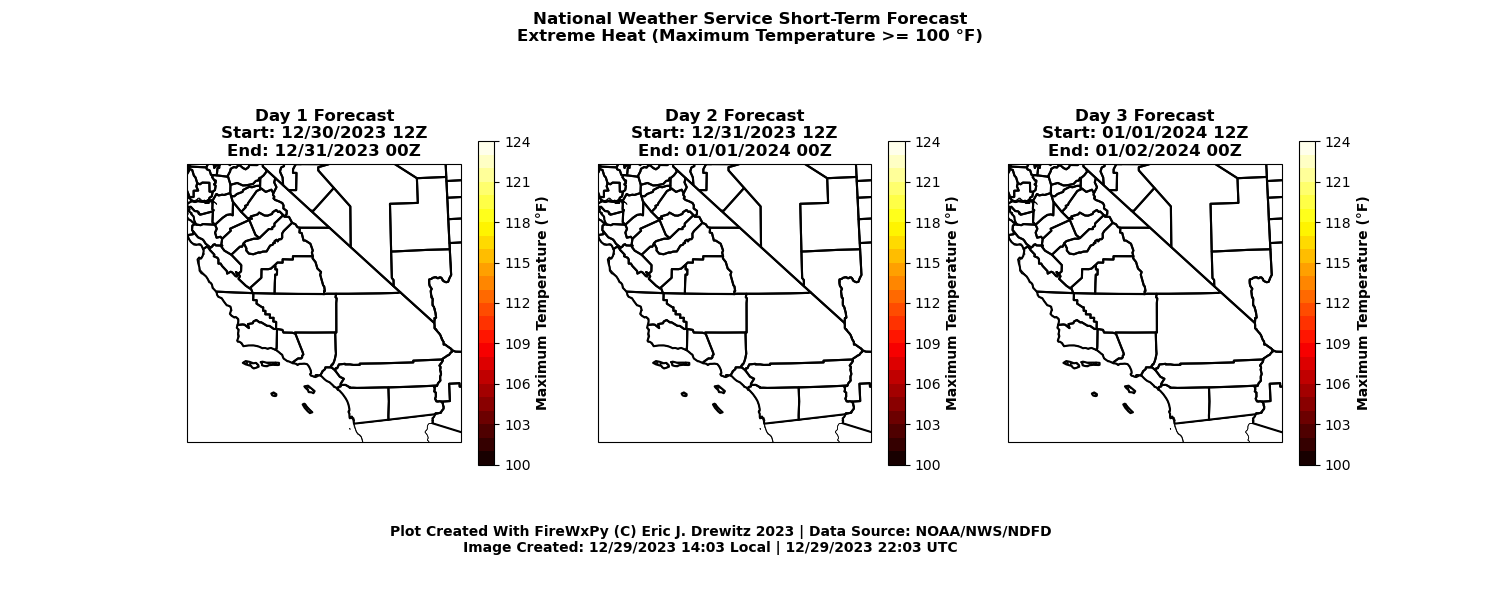 National Weather Service Short-Term Forecast
Extreme Heat (Maximum Temperature >= 100 °F)
Day 1 Forecast
Start: 12/30/2023 12Z
End: 12/31/2023 00Z
124
121
118
115
112
109
106
103
100
Maximum Temperature (°F)
Day 2 Forecast
Start: 12/31/2023 12Z
End: 01/01/2024 00Z
124
121
118
115
112
109
106
103
100
Maximum Temperature (°F)
Day 3 Forecast
Start: 01/01/2024 12Z
End: 01/02/2024 00Z
124
121
118
115
112
109
106
103
100
Maximum Temperature (°F)
Plot Created With FireWxPy (C) Eric J. Drewitz 2023 | Data Source: NOAA/NWS/NDFD
Image Created: 12/29/2023 14:03 Local | 12/29/2023 22:03 UTC